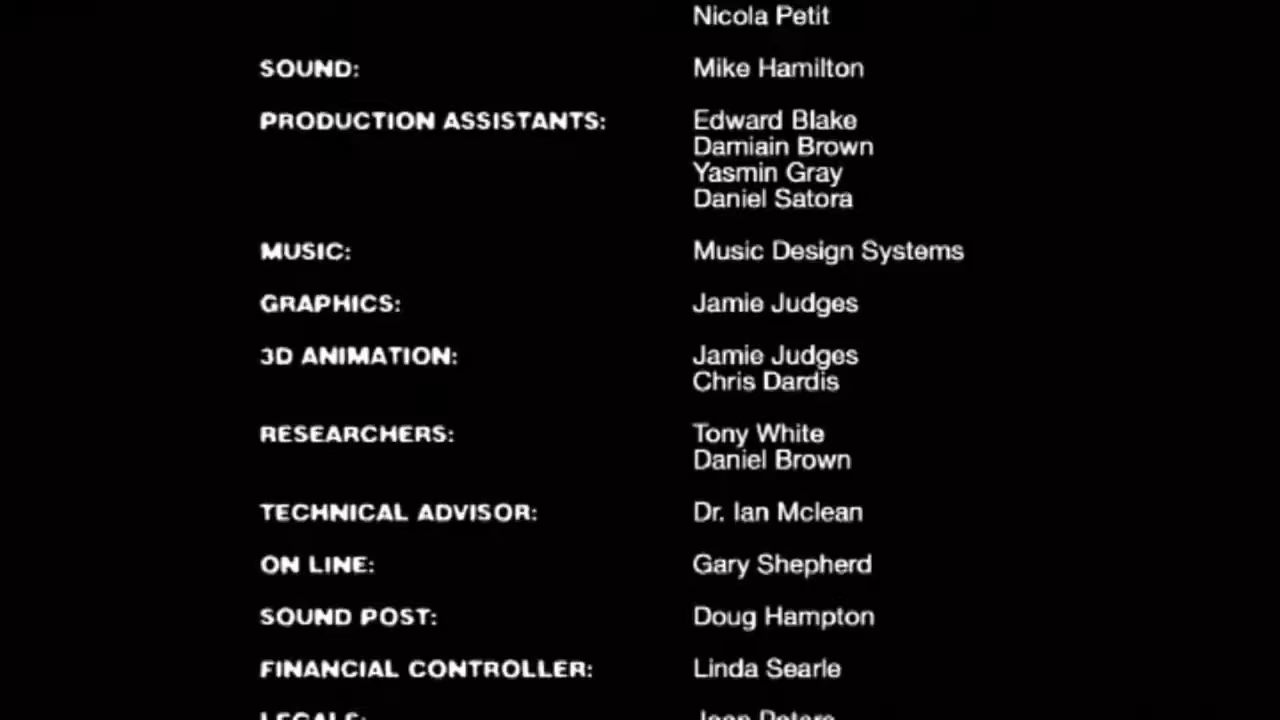 Nicola Petit
SOUND: Mike Hamilton
PRODUCTION ASSISTANTS: Edward Blake
Damiain Brown
Yasmin Gray
Daniel Satora
MUSIC: Music Design Systems
GRAPHICS: Jamie Judges
3D ANIMATION: Jamie Judges
Chris Dardis
RESEARCHERS: Tony White
Daniel Brown
TECHNICAL ADVISOR: Dr. Ian Mclean
ON LINE: Gary Shepherd
SOUND POST: Doug Hampton
FINANCIAL CONTROLLER: Linda Searle
LEGALS: